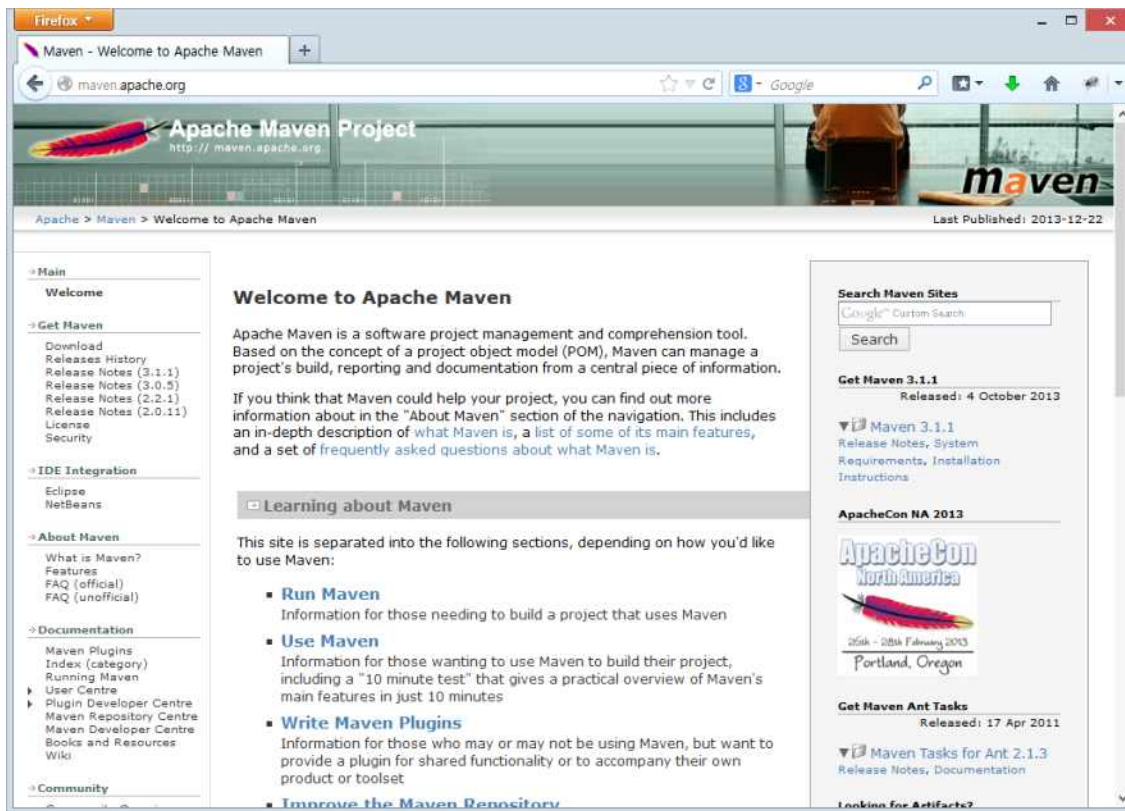 Firefox
Maven - Welcome to Apache Maven
maven.apache.org
Google
Apache Maven Project
http:// maven.apache.org
maven
Apache > Maven > Welcome to Apache Maven
Last Published: 2013-12-22
Main
Welcome
Get Maven
Download
Releases History
Release Notes (3.1.1)
Release Notes (3.0.5)
Release Notes (2.2.1)
Release Notes (2.0.11)
License
Security
IDE Integration
Eclipse
NetBeans
About Maven
What is Maven?
Features
FAQ (official)
FAQ (unofficial)
Documentation
Maven Plugins
Index (category)
Running Maven
User Centre
Plugin Developer Centre
Maven Repository Centre
Maven Developer Centre
Books and Resources
Wiki
Community
Welcome to Apache Maven
Apache Maven is a software project management and comprehension tool.
Based on the concept of a project object model (POM), Maven can manage a
project's build, reporting and documentation from a central piece of information.
If you think that Maven could help your project, you can find out more
information about in the "About Maven" section of the navigation. This includes
an in-depth description of what Maven is, a list of some of its main features,
and a set of frequently asked questions about what Maven is.
Learning about Maven
This site is separated into the following sections, depending on how you'd like
to use Maven:
Run Maven
Information for those needing to build a project that uses Maven
Use Maven
Information for those wanting to use Maven to build their project,
including a "10 minute test" that gives a practical overview of Maven's
main features in just 10 minutes
Write Maven Plugins
Information for those who may or may not be using Maven, but want to
provide a plugin for shared functionality or to accompany their own
product or toolset
Improve the Maven Repository
Search Maven Sites
Google™ Custom Search
Search
Get Maven 3.1.1
Released: 4 October 2013
Maven 3.1.1
Release Notes, System
Requirements, Installation
Instructions
ApacheCon NA 2013
ApacheCon
North America
26th - 28th February 2013
Portland, Oregon
Get Maven Ant Tasks
Released: 17 Apr 2011
Maven Tasks for Ant 2.1.3
Release Notes, Documentation
Looking for Artifacts?